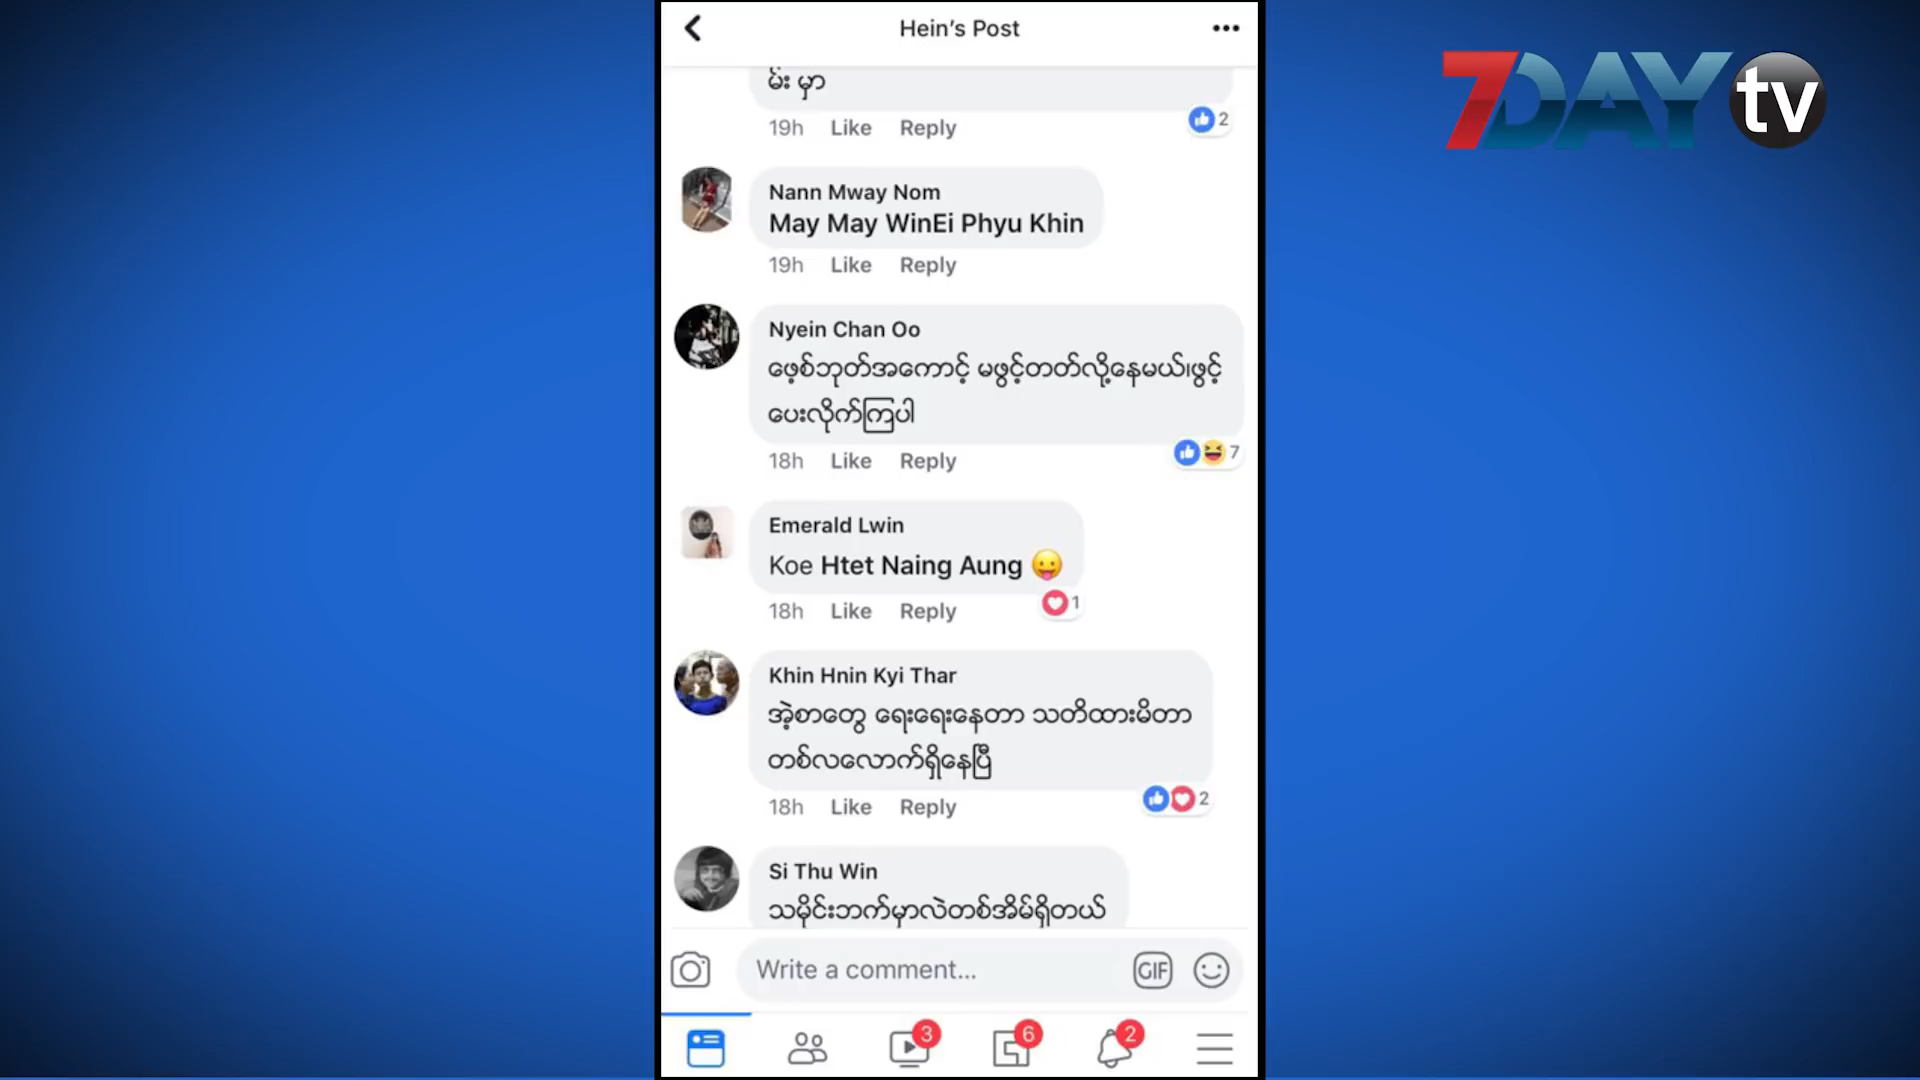 Hein's Post
7DAY tv
မ်း မှာ
19h Like Reply 2
Nann Mway Nom
May May WinEi Phyu Khin
19h Like Reply
Nyein Chan Oo
ဖေ့စ်ဘုတ်အကောင့် မဖွင့်တတ်လို့နေမယ်၊ဖွင့်
ပေးလိုက်ကြပါ
18h Like Reply 7
Emerald Lwin
Koe Htet Naing Aung 😛
18h Like Reply 1
Khin Hnin Kyi Thar
အဲ့စာတွေ ရေးရေးနေတာ သတိထားမိတာ
တစ်လလောက်ရှိနေပြီ
18h Like Reply 2
Si Thu Win
သမိုင်းဘက်မှာလဲတစ်အိမ်ရှိတယ်
Write a comment... GIF
3 6 2